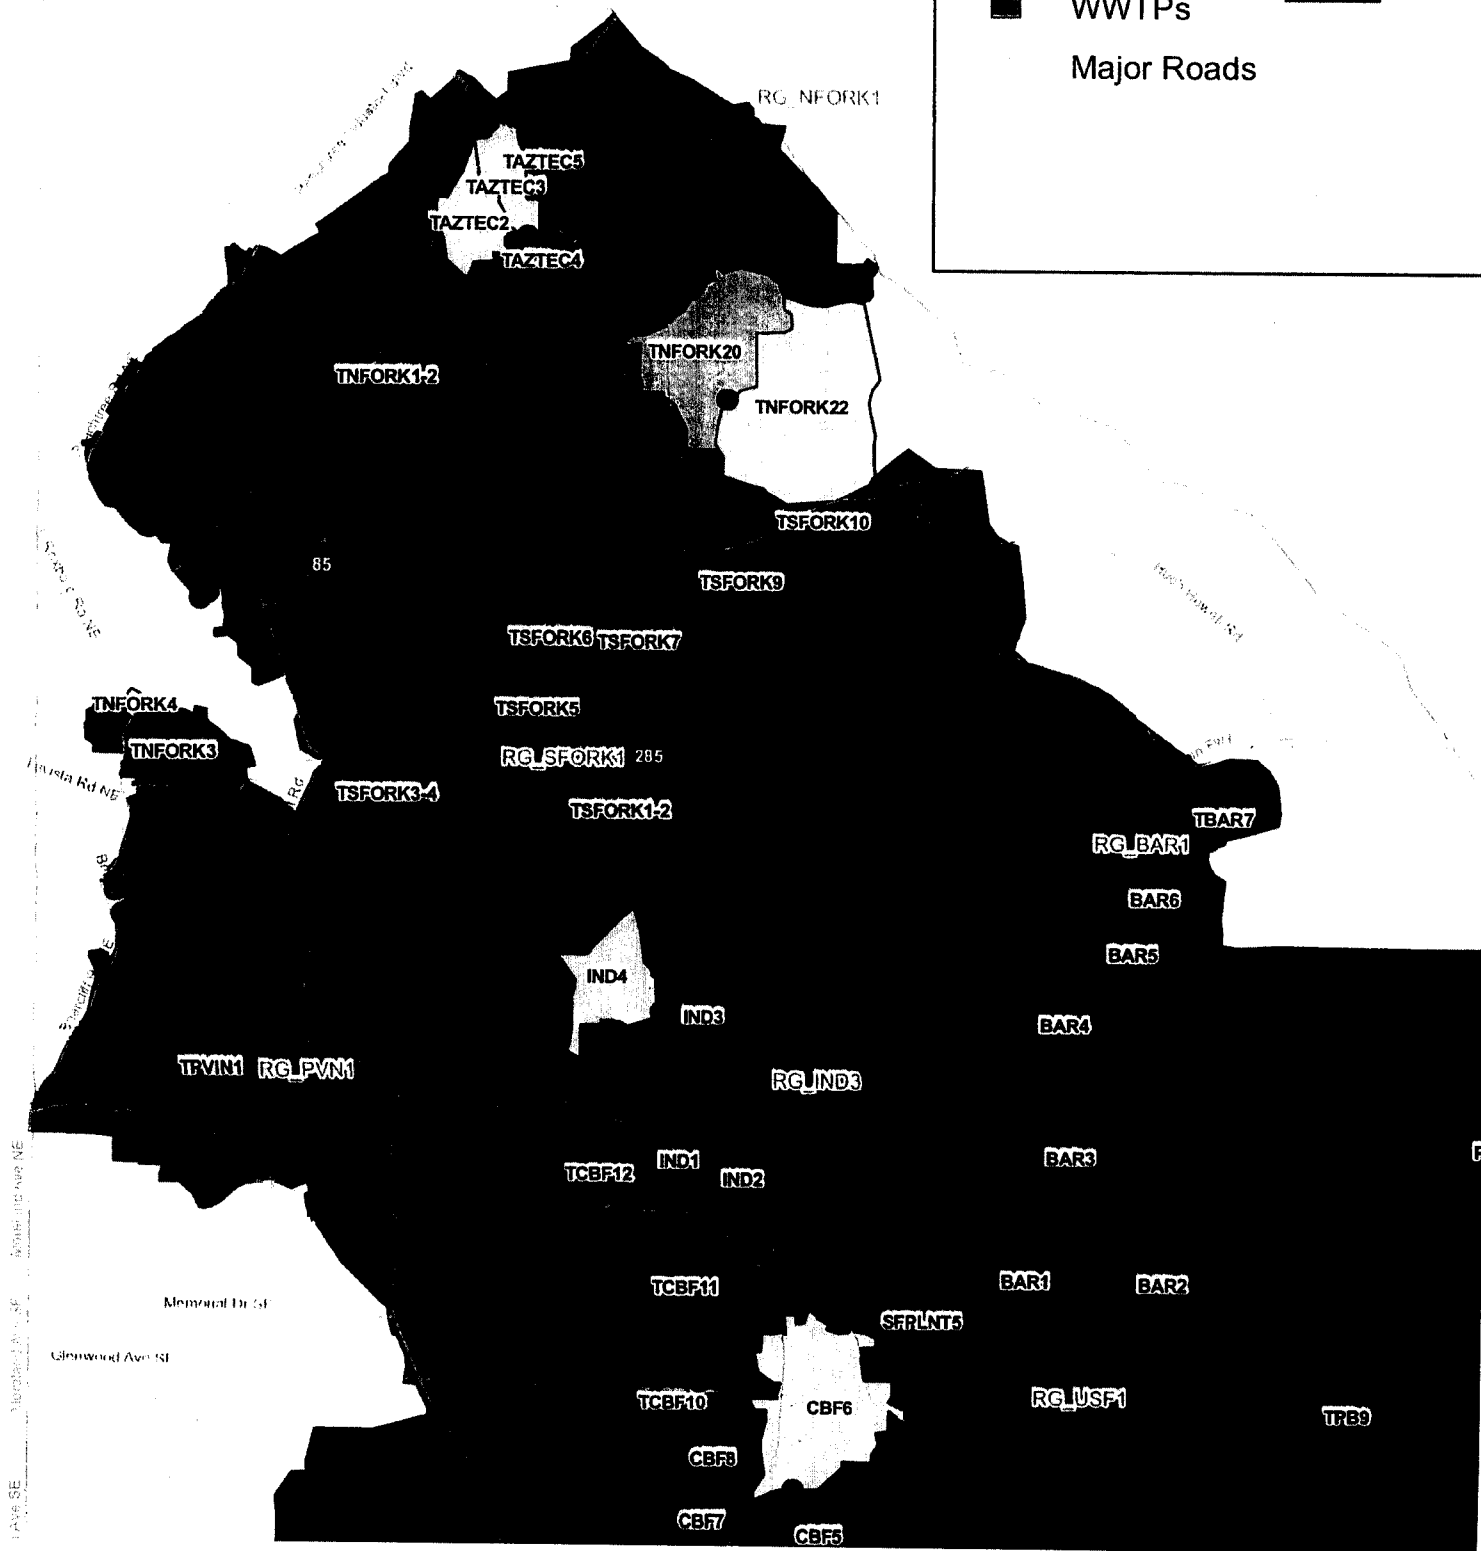 WWTPs
Major Roads
RG_NFORK1
TAZTEC5
TAZTEC3
TAZTEC2
TAZTEC4
TNFORK20
TNFORK1-2
TNFORK22
TSFORK10
85
TSFORK9
TSFORK6
TSFORK7
TNFORK4
TSFORK5
TNFORK3
RG_SFORK1
285
TSFORK3-4
TSFORK1-2
TBAR7
RG_BAR1
BAR6
BAR5
IND4
IND3
BAR4
TPVIN1
RG_PVN1
RG_IND3
BAR3
IND1
TCBF12
IND2
BAR1
BAR2
TCBF11
Memorial Dr SE
SFRLNT5
Glenwood Ave SE
RG_USF1
TCBF10
CBF6
TPB9
CBF8
CBF7
CBF5